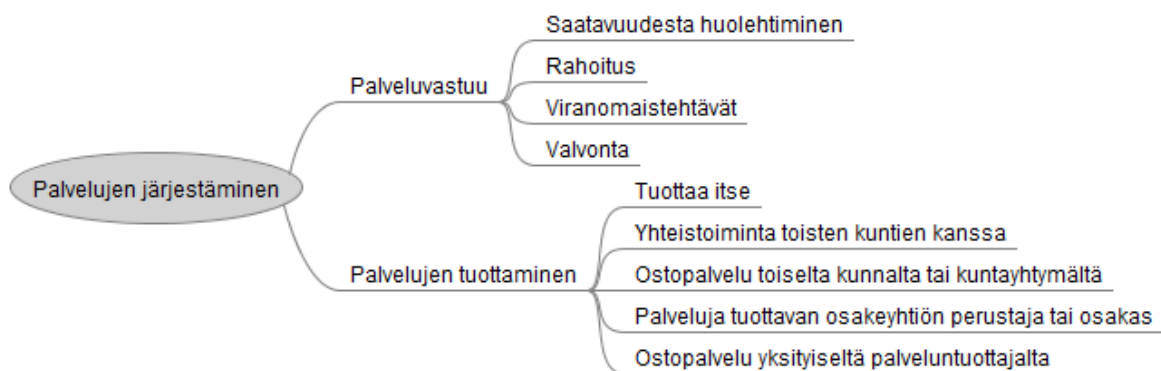 Palvelujen järjestäminen
Palveluvastuu
Saatavuudesta huolehtiminen
Rahoitus
Viranomaistehtävät
Valvonta
Palvelujen tuottaminen
Tuottaa itse
Yhteistoiminta toisten kuntien kanssa
Ostopalvelu toiselta kunnalta tai kuntayhtymältä
Palveluja tuottavan osakeyhtiön perustaja tai osakas
Ostopalvelu yksityiseltä palveluntuottajalta